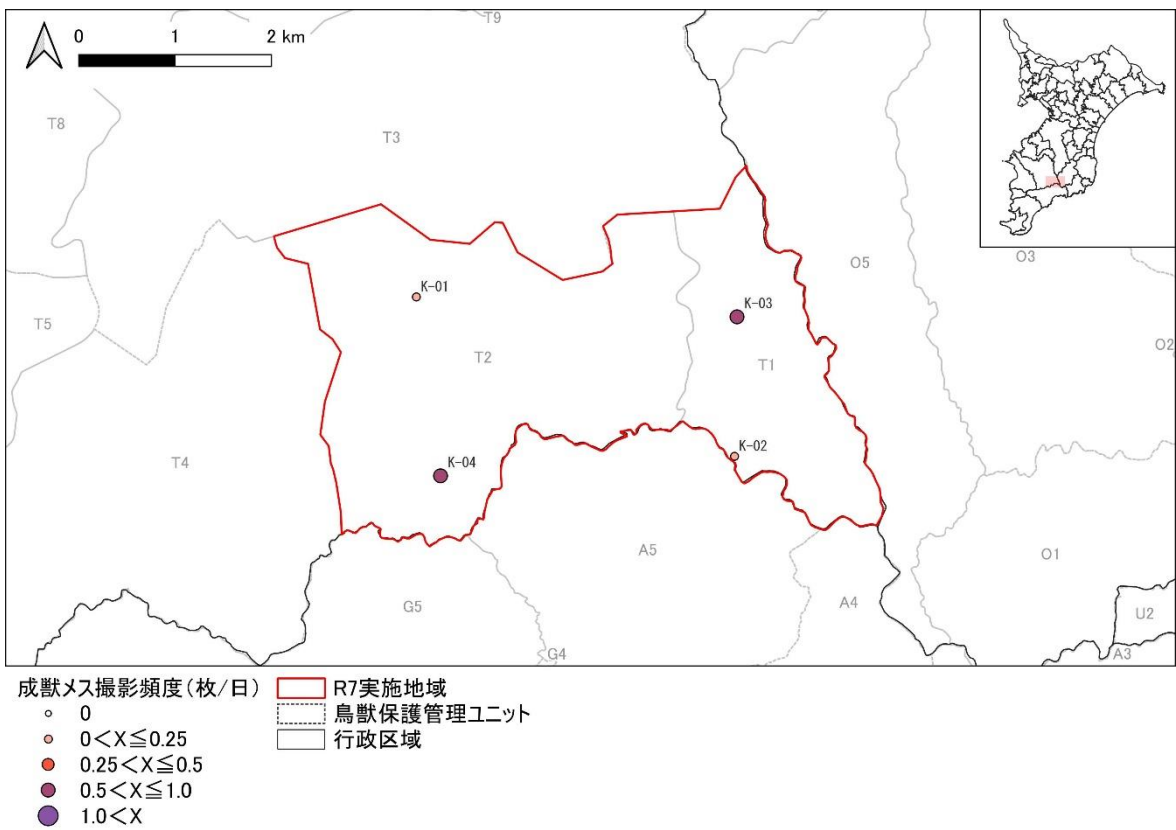 T9
0 1 2 km
T8
T3
O5
O3
K-01
K-03
T5
T2
T1
O2
T4
K-04
K-02
A5
O1
G5
A4
U2
G4
A3
成獣メス撮影頻度(枚/日)
0
0<X≦0.25
0.25<X≦0.5
0.5<X≦1.0
1.0<X
R7実施地域
鳥獣保護管理ユニット
行政区域